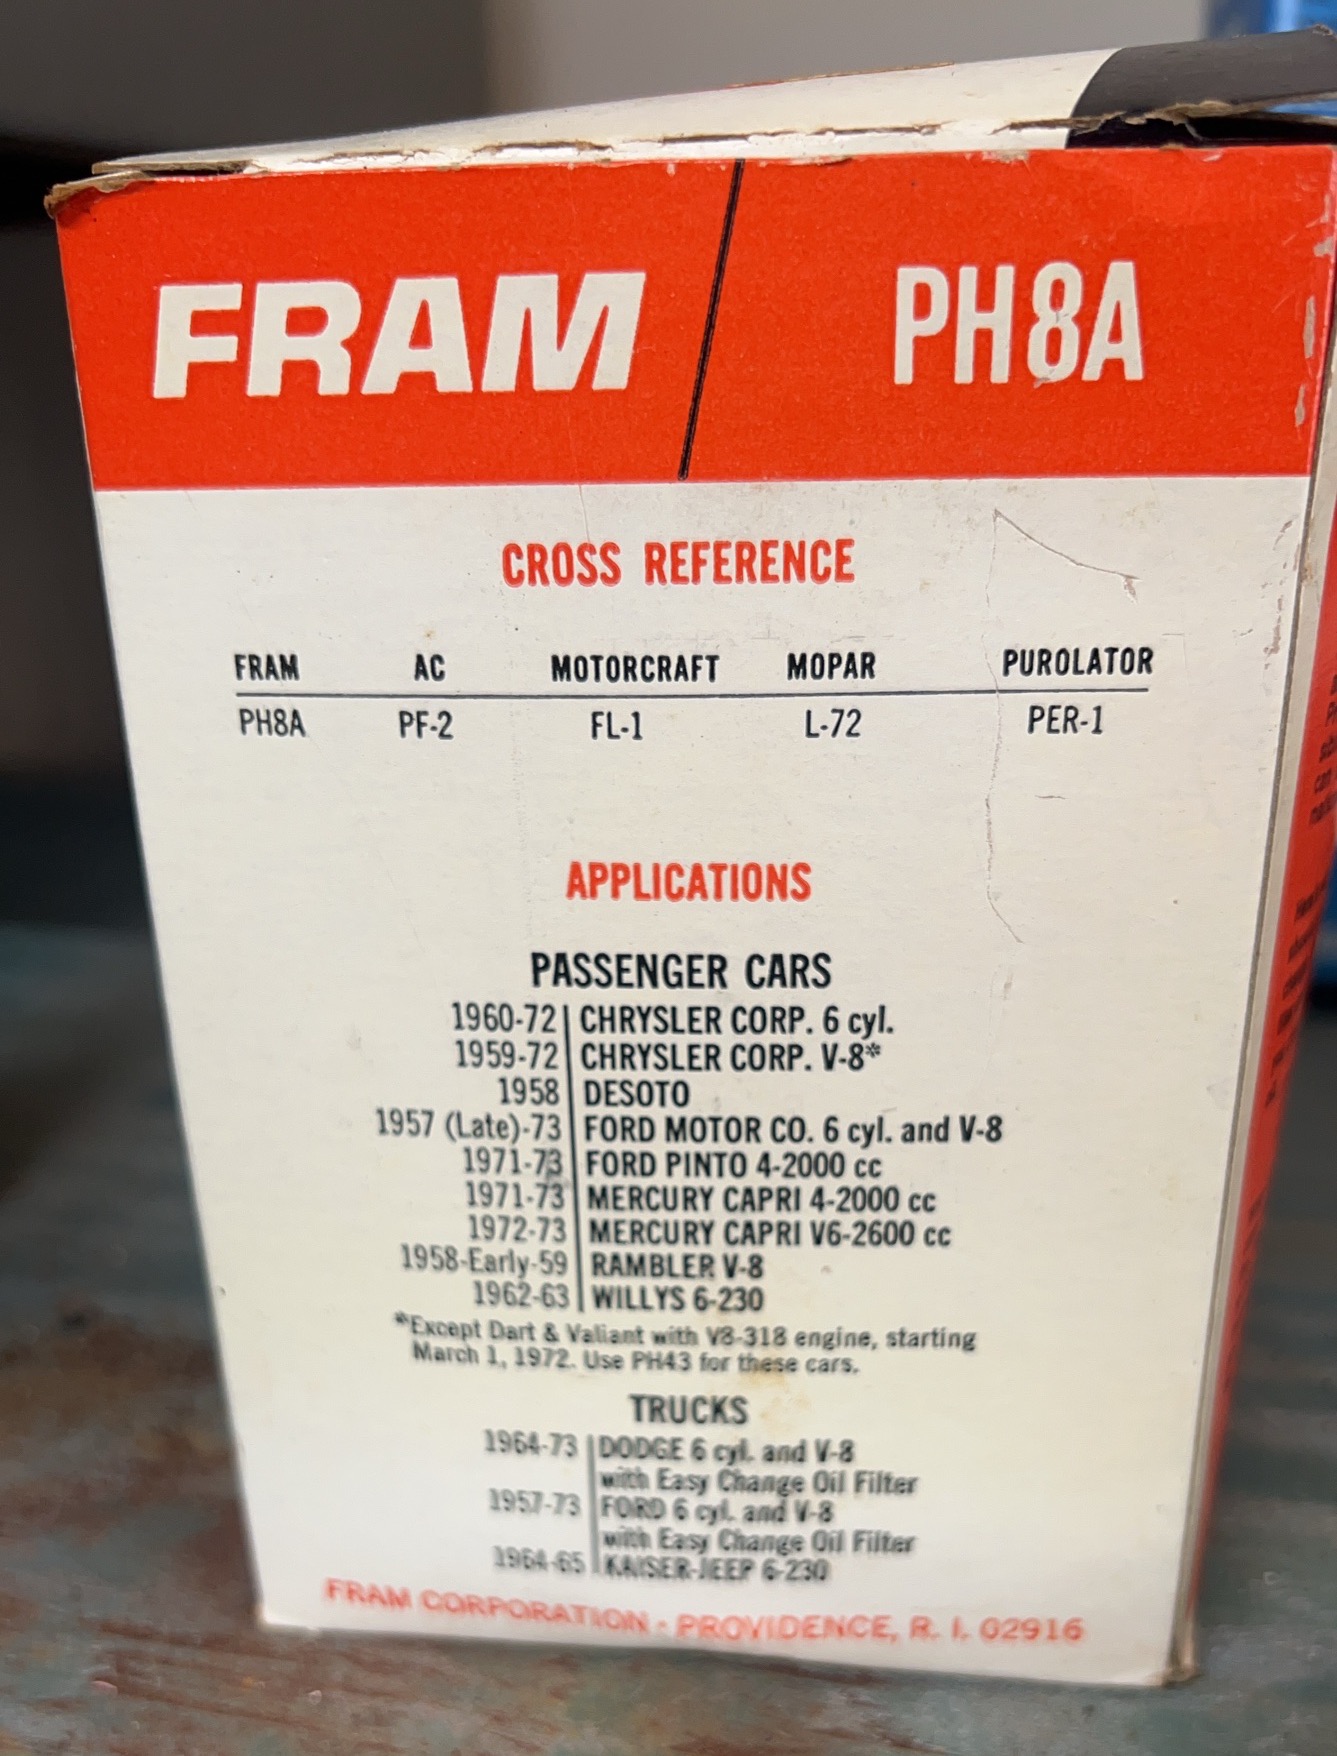 FRAM PH8A
CROSS REFERENCE
FRAM AC MOTORCRAFT MOPAR PUROLATOR
PH8A PF-2 FL-1 L-72 PER-1
APPLICATIONS
PASSENGER CARS
1960-72 CHRYSLER CORP. 6 cyl.
1959-72 CHRYSLER CORP. V-8*
1958 DESOTO
1957 (Late)-73 FORD MOTOR CO. 6 cyl. and V-8
1971-73 FORD PINTO 4-2000 cc
1971-73 MERCURY CAPRI 4-2000 cc
1972-73 MERCURY CAPRI V6-2600 cc
1958-Early-59 RAMBLER V-8
1962-63 WILLYS 6-230
*Except Dart & Valiant with V8-318 engine, starting
March 1, 1972. Use PH43 for these cars.
TRUCKS
1964-73 DODGE 6 cyl. and V-8
with Easy Change Oil Filter
1957-73 FORD 6 cyl. and V-8
with Easy Change Oil Filter
1964-65 KAISER-JEEP 6-230
FRAM CORPORATION - PROVIDENCE, R. I. 02916